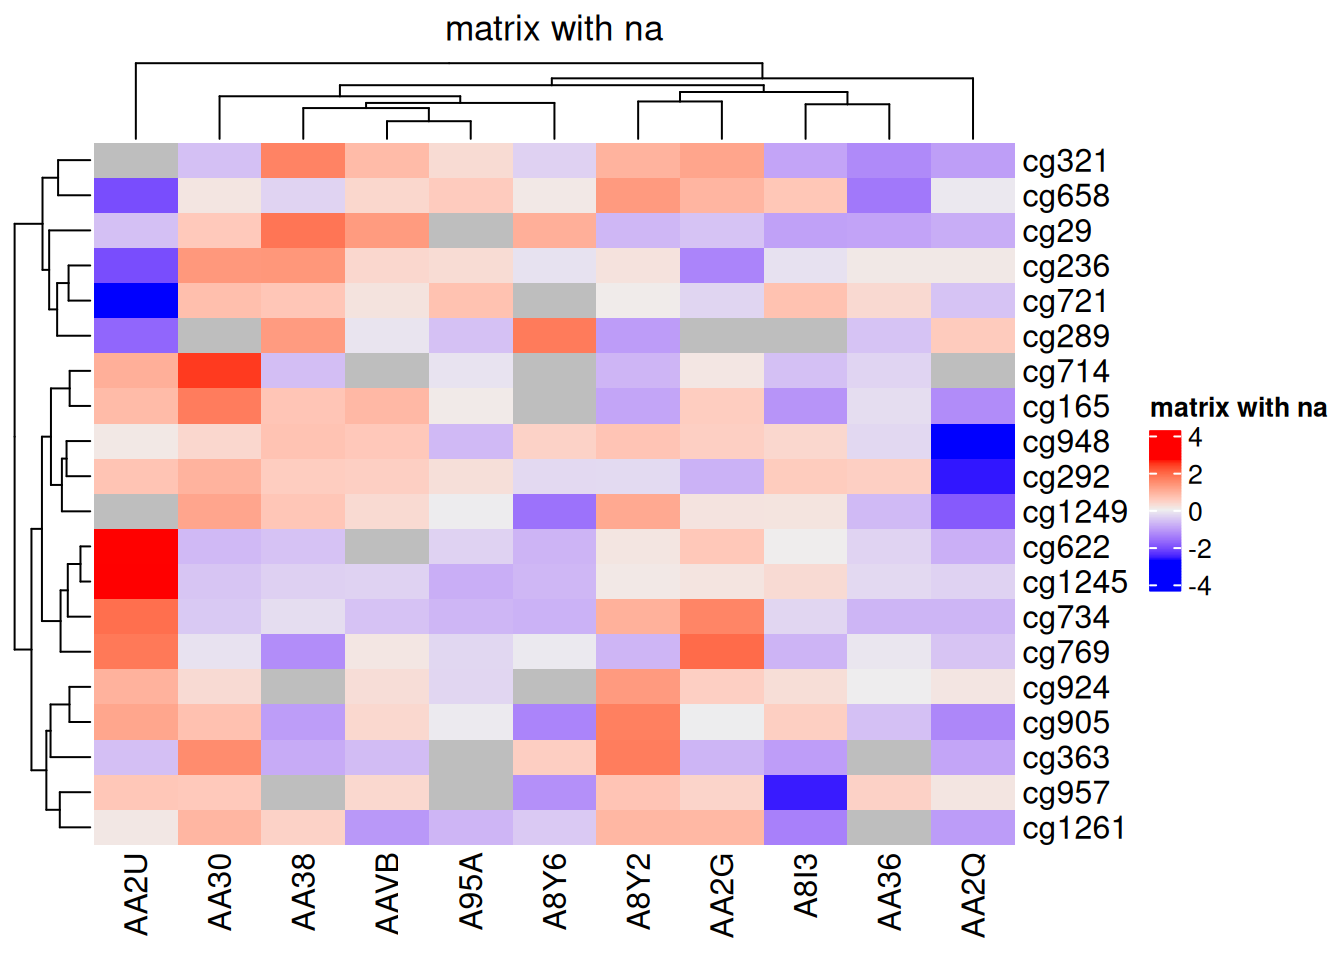 matrix with na
cg321
cg658
cg29
cg236
cg721
cg289
cg714
cg165
cg948
cg292
cg1249
cg622
cg1245
cg734
cg769
cg924
cg905
cg363
cg957
cg1261
AA2U
AA30
AA38
AAVB
A95A
A8Y6
A8Y2
AA2G
A8I3
AA36
AA2Q
matrix with na
4
2
0
-2
-4